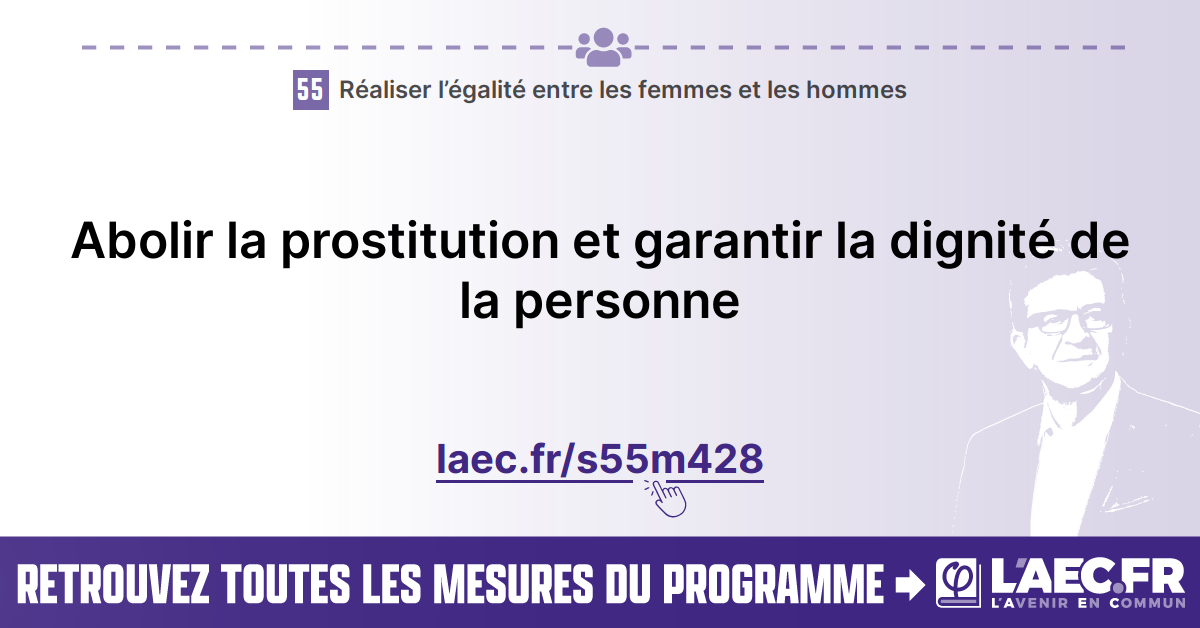 55 Réaliser l’égalité entre les femmes et les hommes
Abolir la prostitution et garantir la dignité de
la personne
laec.fr/s55m428
RETROUVEZ TOUTES LES MESURES DU PROGRAMME
L'AEC.FR
L'AVENIR EN COMMUN